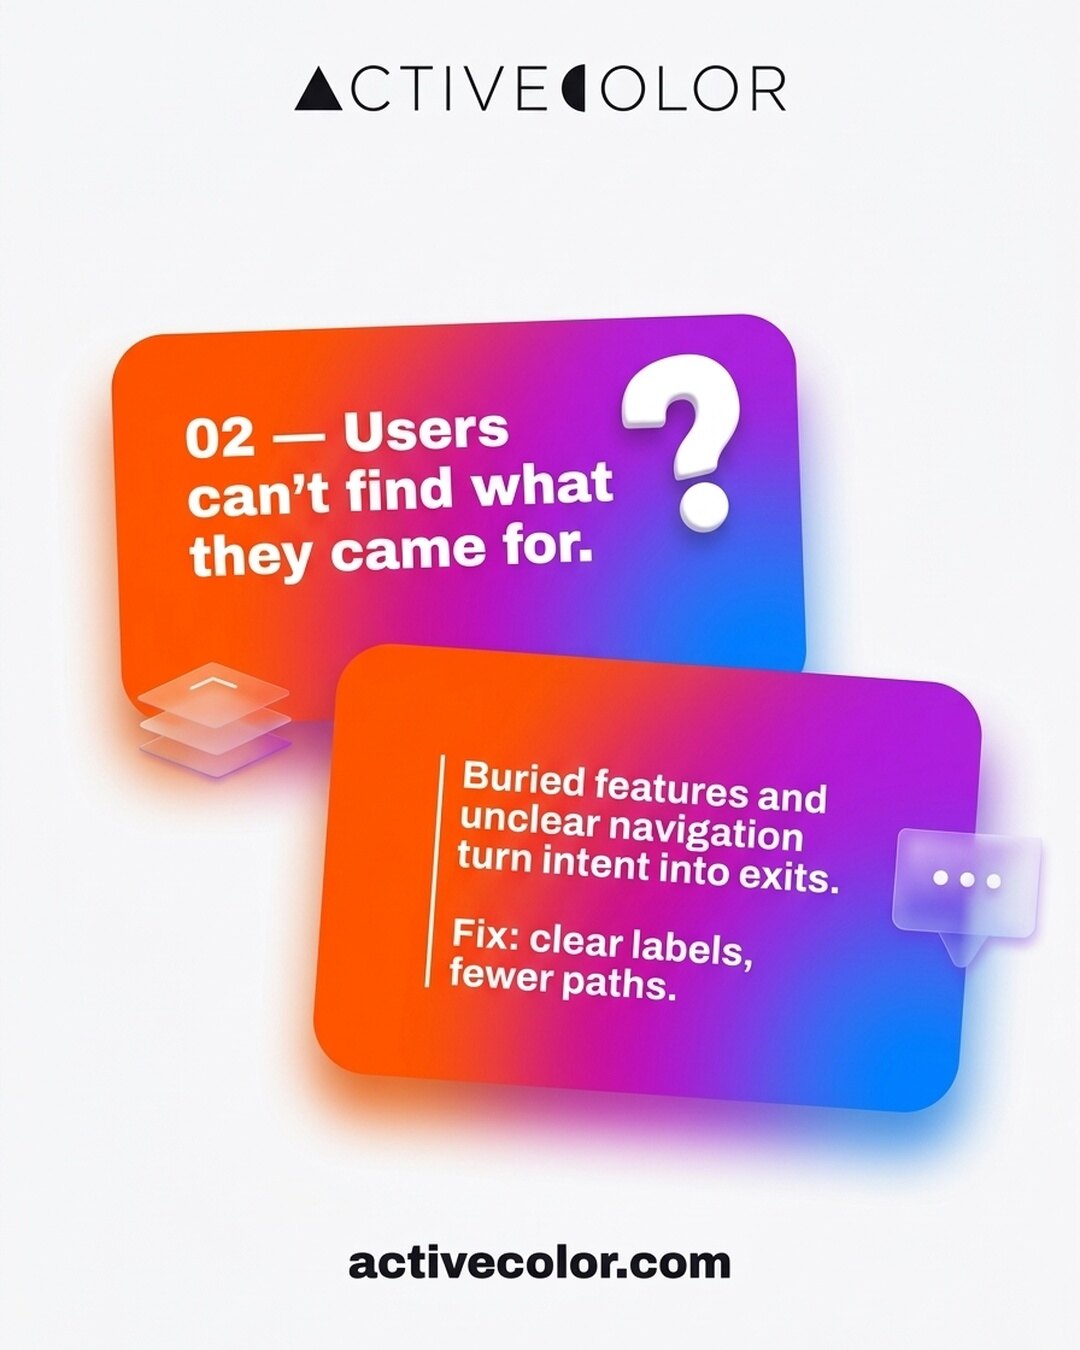 ACTIVECOLOR
02 — Users
can’t find what
they came for.
Buried features and
unclear navigation
turn intent into exits.
Fix: clear labels,
fewer paths.
activecolor.com